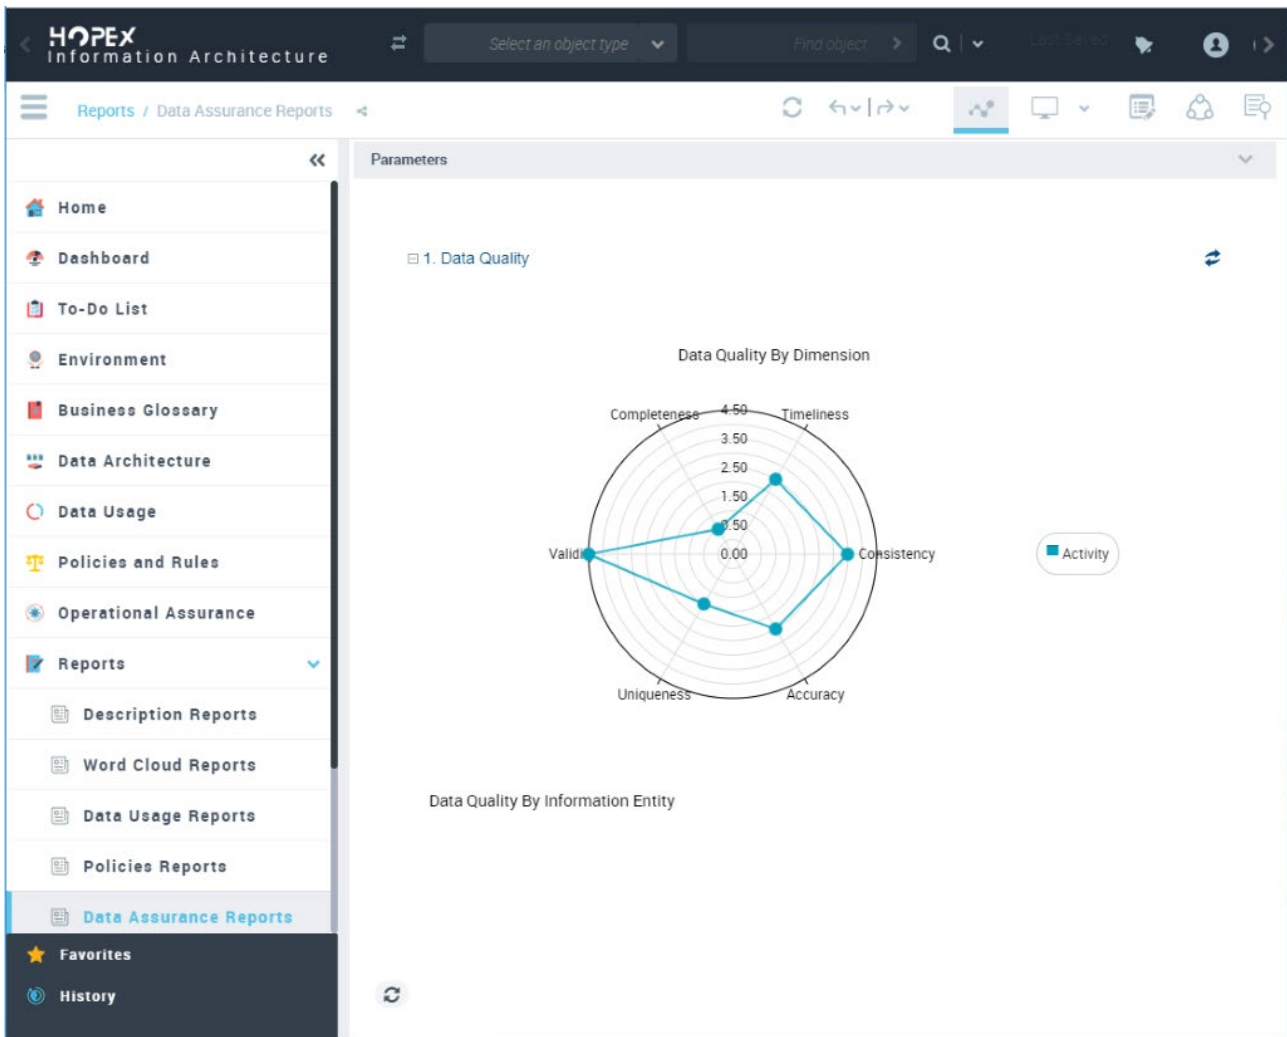 HOPEX
Information Architecture
Select an object type
Find object
Last Saved
Reports / Data Assurance Reports
Parameters
Home
Dashboard
To-Do List
Environment
Business Glossary
Data Architecture
Data Usage
Policies and Rules
Operational Assurance
Reports
Description Reports
Word Cloud Reports
Data Usage Reports
Policies Reports
Data Assurance Reports
Favorites
History
1. Data Quality
Data Quality By Dimension
Completeness
4.50
Timeliness
3.50
2.50
1.50
0.50
Validi
0.00
Consistency
Activity
Uniqueness
Accuracy
Data Quality By Information Entity